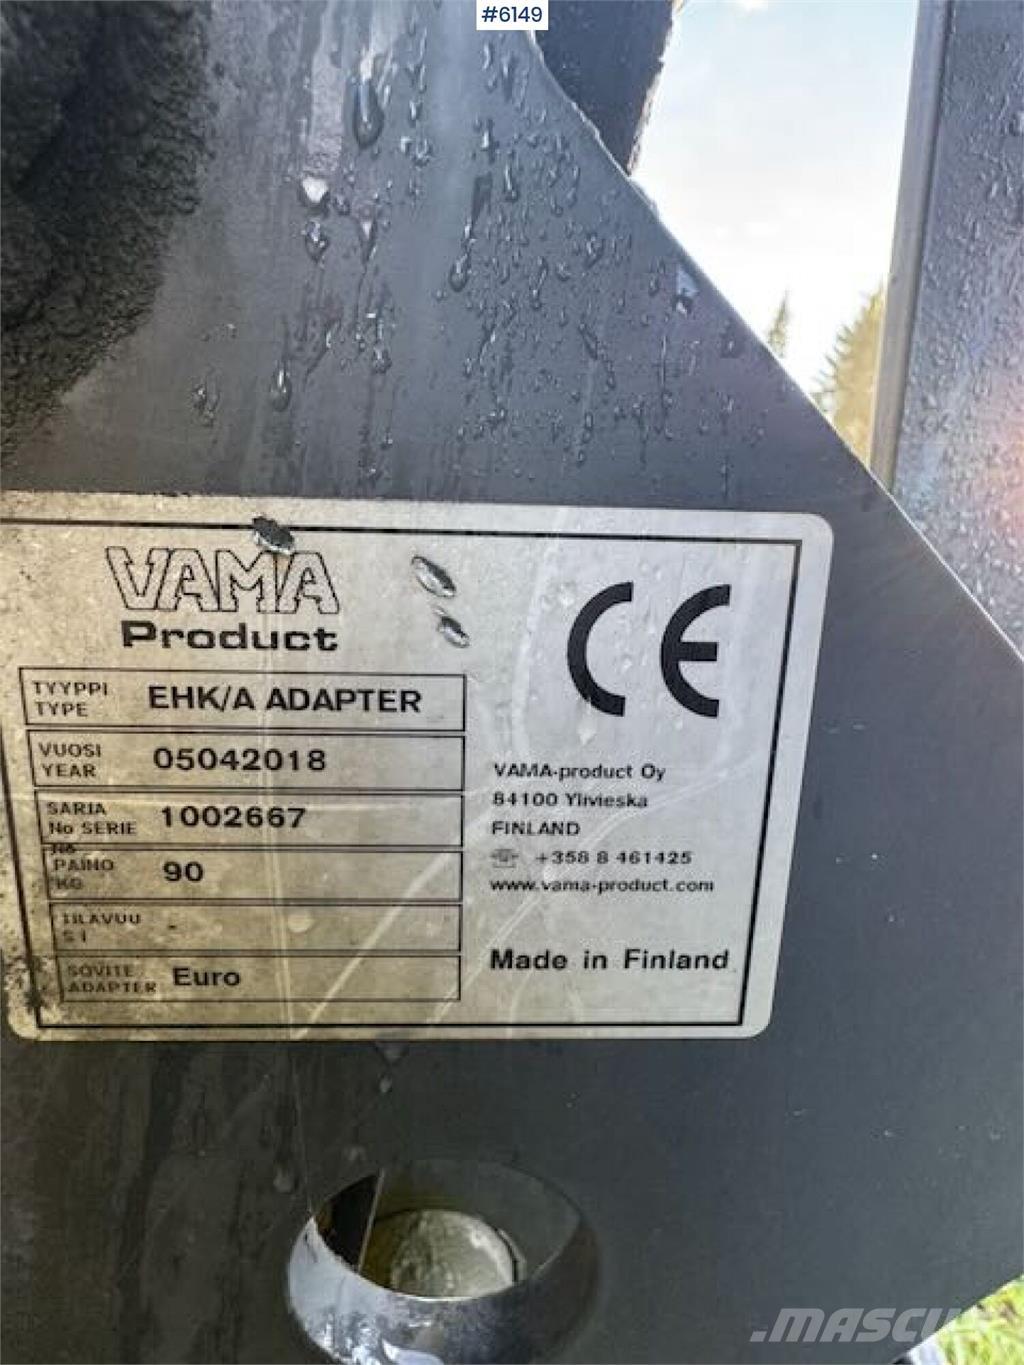 #6149
VAMA
Product
TYYPPI
TYPE
EHK/A ADAPTER
VUOSI
YEAR
05042018
SARJA
No SERIE
No
1002667
PAINO
KG
90
TILAVUU
S l
-
SOVITE
ADAPTER
Euro
CE
VAMA-product Oy
84100 Ylivieska
FINLAND
☏ +358 8 461425
www.vama-product.com
Made in Finland
.MASCUS